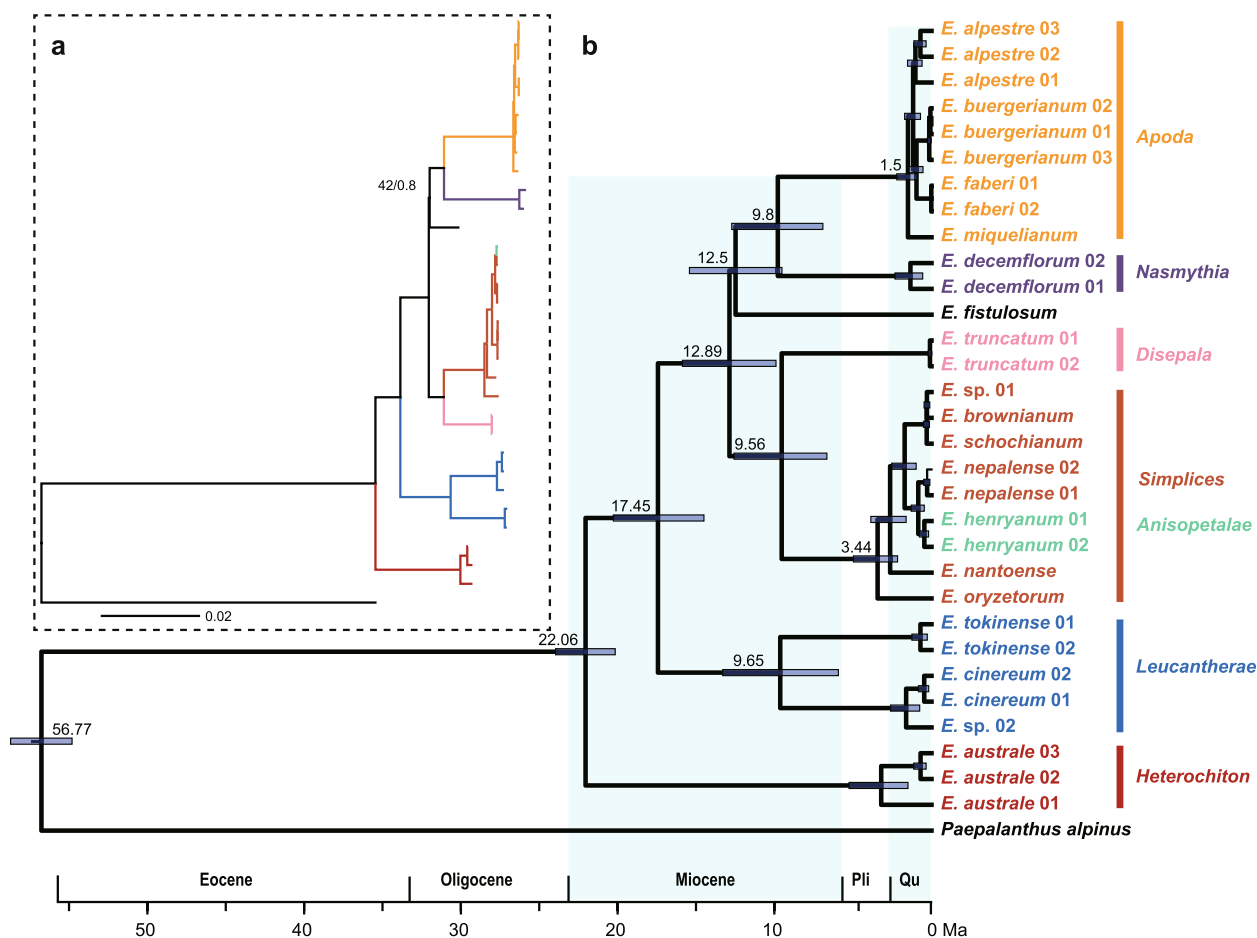 a
42/0.8
0.02
b
E. alpestre 03
E. alpestre 02
E. alpestre 01
E. buergerianum 02
E. buergerianum 01
E. buergerianum 03
E. faberi 01
E. faberi 02
E. miquelianum
E. decemflorum 02
E. decemflorum 01
E. fistulosum
E. truncatum 01
E. truncatum 02
E. sp. 01
E. brownianum
E. schochianum
E. nepalense 02
E. nepalense 01
E. henryanum 01
E. henryanum 02
E. nantoense
E. oryzetorum
E. tokinense 01
E. tokinense 02
E. cinereum 02
E. cinereum 01
E. sp. 02
E. australe 03
E. australe 02
E. australe 01
Paepalanthus alpinus
Apoda
Nasmythia
Disepala
Simplices
Anisopetalae
Leucantherae
Heterochiton
1.5
9.8
12.5
12.89
9.56
17.45
3.44
22.06
9.65
56.77
Eocene Oligocene Miocene Pli Qu
50 40 30 20 10 0 Ma